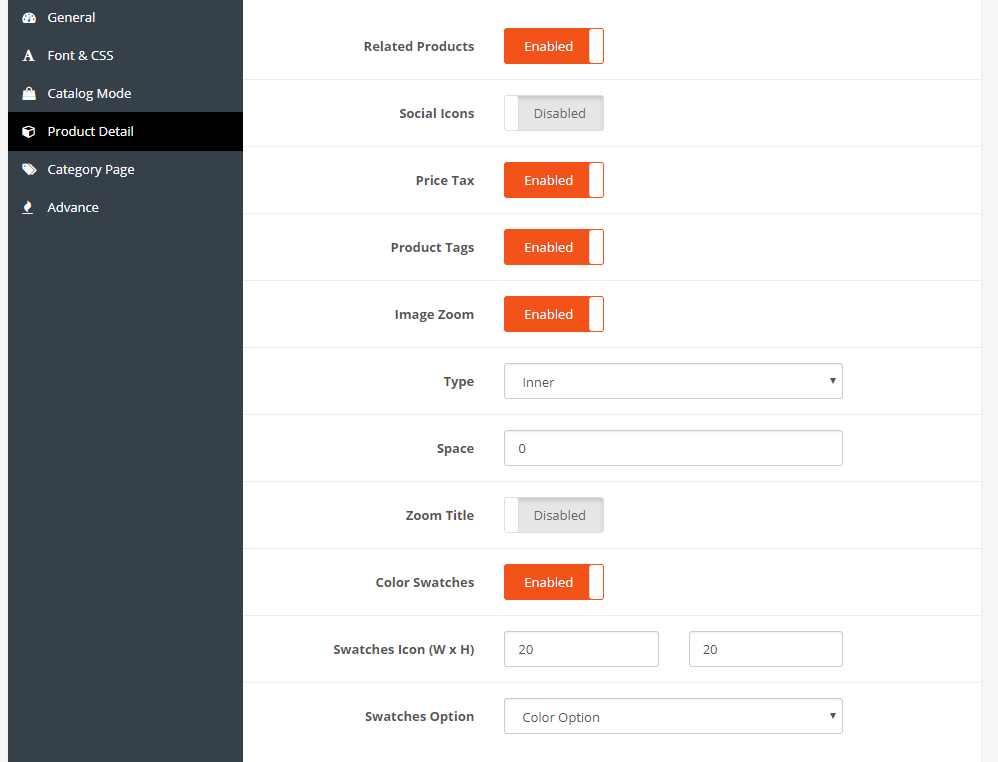 General
Font & CSS
Catalog Mode
Product Detail
Category Page
Advance
Related Products Enabled
Social Icons Disabled
Price Tax Enabled
Product Tags Enabled
Image Zoom Enabled
Type Inner
Space 0
Zoom Title Disabled
Color Swatches Enabled
Swatches Icon (W x H) 20 20
Swatches Option Color Option